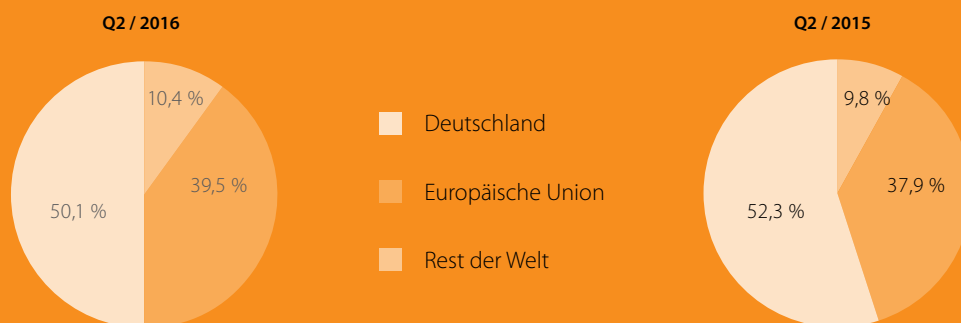 Q2 / 2016
10,4 %
39,5 %
50,1 %
Deutschland
Europäische Union
Rest der Welt
Q2 / 2015
9,8 %
37,9 %
52,3 %